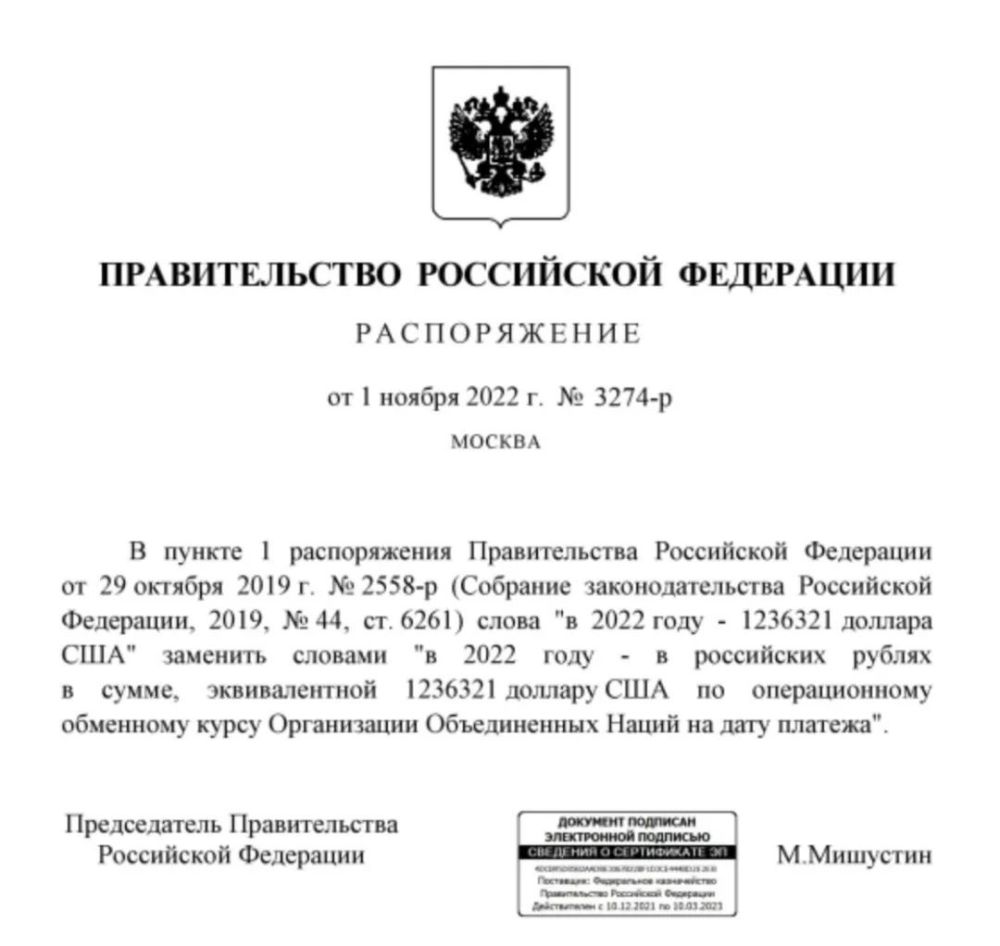 ПРАВИТЕЛЬСТВО РОССИЙСКОЙ ФЕДЕРАЦИИ
РАСПОРЯЖЕНИЕ
от 1 ноября 2022 г. № 3274-р
МОСКВА
В пункте 1 распоряжения Правительства Российской Федерации
от 29 октября 2019 г. № 2558-р (Собрание законодательства Российской
Федерации, 2019, № 44, ст. 6261) слова "в 2022 году - 1236321 доллара
США" заменить словами "в 2022 году - в российских рублях
в сумме, эквивалентной 1236321 доллару США по операционному
обменному курсу Организации Объединенных Наций на дату платежа".
Председатель Правительства
Российской Федерации
ДОКУМЕНТ ПОДПИСАН
ЭЛЕКТРОННОЙ ПОДПИСЬЮ
СВЕДЕНИЯ О СЕРТИФИКАТЕ ЭП
Поставщик: Федеральное казначейство
Правительство Российской Федерации
Действителен с 10.12.2021 по 10.03.2023
М.Мишустин